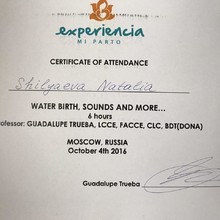 experiencia
MI PARTO
CERTIFICATE OF ATTENDANCE
Shilyaeva Natalia
WATER BIRTH, SOUNDS AND MORE...
6 hours
rofessor: GUADALUPE TRUEBA, LCCE, FACCE, CLC, BDT(DONA)
MOSCOW, RUSSIA
October 4th 2016
Guadalupe Trueba